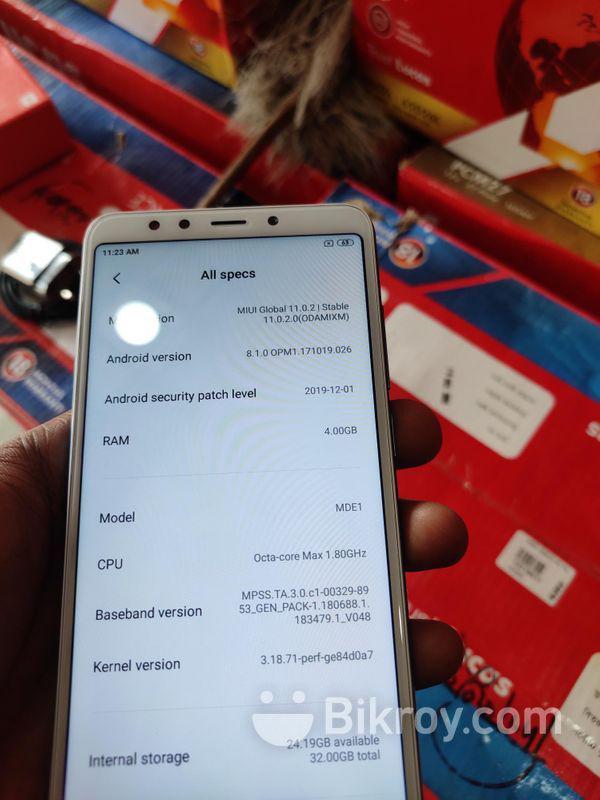 11:23 AM
63
All specs
MIUI Global 11.0.2 | Stable
11.0.2.0(ODAMIXM)
Android version
8.1.0 OPM1.171019.026
Android security patch level
2019-12-01
RAM
4.00GB
Model
MDE1
CPU
Octa-core Max 1.80GHz
Baseband version
MPSS.TA.3.0.c1-00329-89
53_GEN_PACK-1.180688.1.
183479.1_V048
Kernel version
3.18.71-perf-ge84d0a7
Internal storage
24.19GB available
32.00GB total
Bikroy.com
18